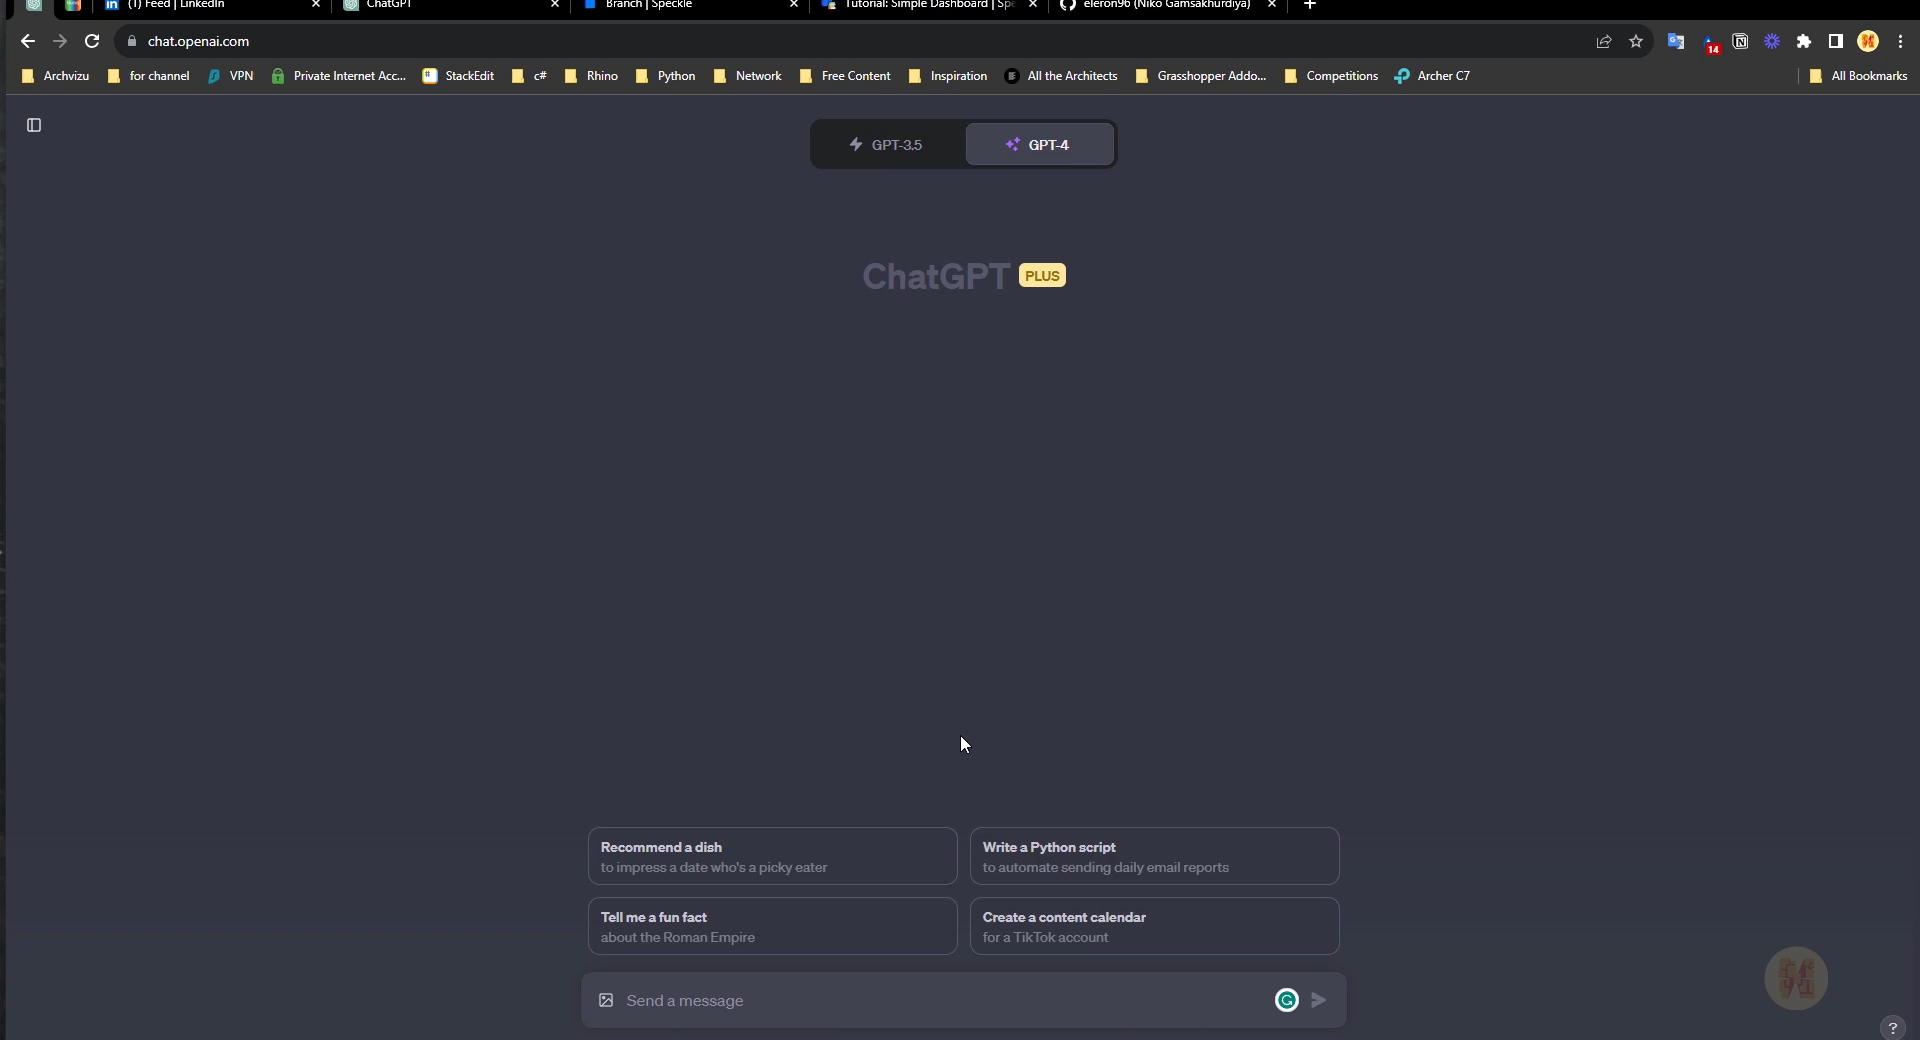 (1) Feed | LinkedIn
ChatGPT
Branch | Speckle
Tutorial: Simple Dashboard | Spe
eleron96 (Niko Gamsakhurdiya)
chat.openai.com
14
Archvizu
for channel
VPN
Private Internet Acc...
StackEdit
c#
Rhino
Python
Network
Free Content
Inspiration
All the Architects
Grasshopper Addo...
Competitions
Archer C7
All Bookmarks
GPT-3.5
GPT-4
ChatGPT PLUS
Recommend a dish
to impress a date who's a picky eater
Write a Python script
to automate sending daily email reports
Tell me a fun fact
about the Roman Empire
Create a content calendar
for a TikTok account
Send a message
?